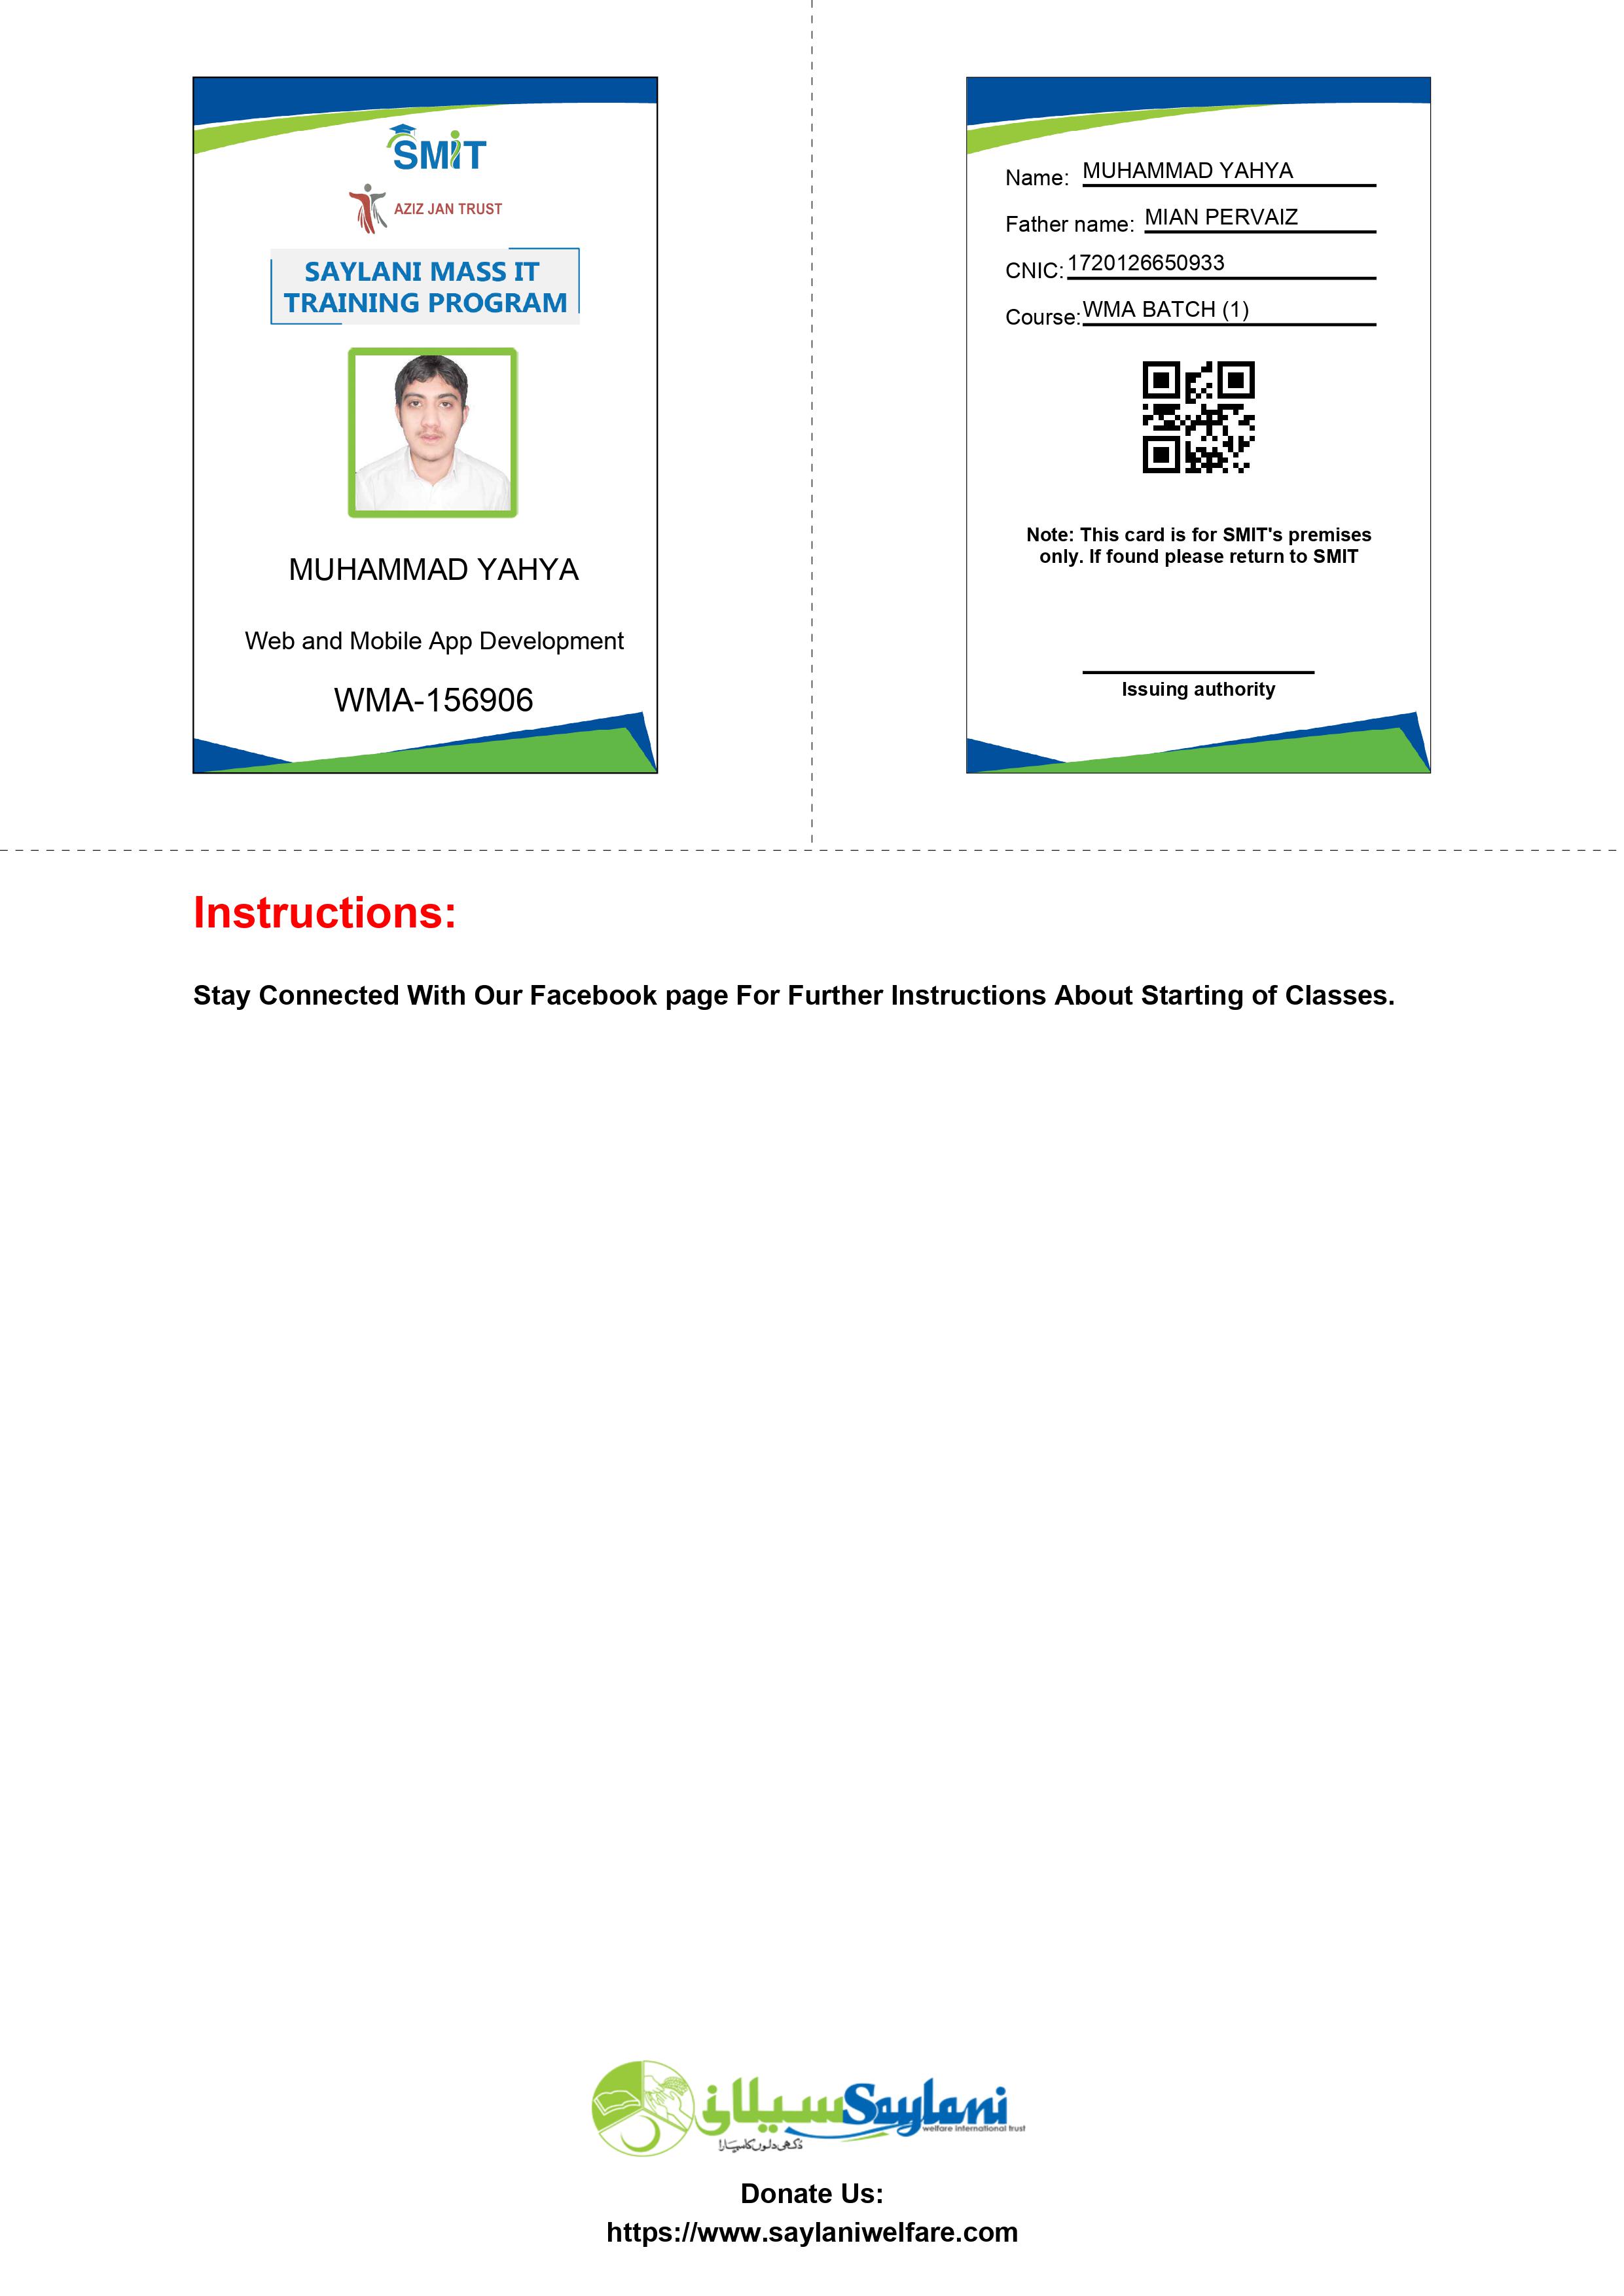 SMIT
AZIZ JAN TRUST
SAYLANI MASS IT
TRAINING PROGRAM
MUHAMMAD YAHYA
Web and Mobile App Development
WMA-156906
Name: MUHAMMAD YAHYA
Father name: MIAN PERVAIZ
CNIC: 1720126650933
Course: WMA BATCH (1)
Note: This card is for SMIT's premises
only. If found please return to SMIT
Issuing authority
Instructions:
Stay Connected With Our Facebook page For Further Instructions About Starting of Classes.
سیلانی Saylani
welfare international trust
دُکھی دلوں کا سہارا
Donate Us:
https://www.saylaniwelfare.com